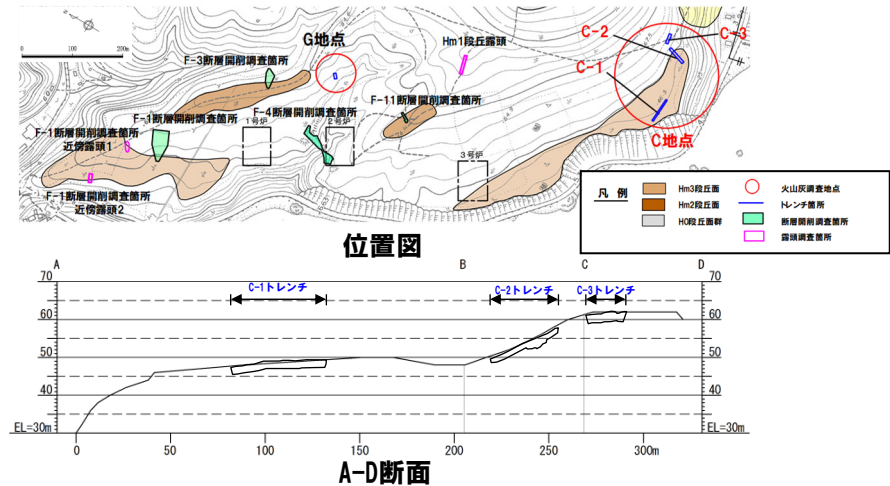 0 100 200m
G地点
Hm1段丘露頭
C-2
C-3
F-3断層開削調査箇所
C-1
F-11断層開削調査箇所
F-1断層開削調査箇所
F-4断層開削調査箇所
1号炉
2号炉
F-1断層開削調査箇所
近傍露頭1
C地点
3号炉
F-1断層開削調査箇所
近傍露頭2
凡 例
Hm3段丘面
火山灰調査地点
Hm2段丘面
トレンチ箇所
H0段丘面群
断層開削調査箇所
露頭調査箇所
位置図
A B C D
70 70
C-1トレンチ C-2トレンチ C-3トレンチ
60 60
50 50
40 40
EL=30m EL=30m
0 50 100 150 200 250 300m
A-D断面